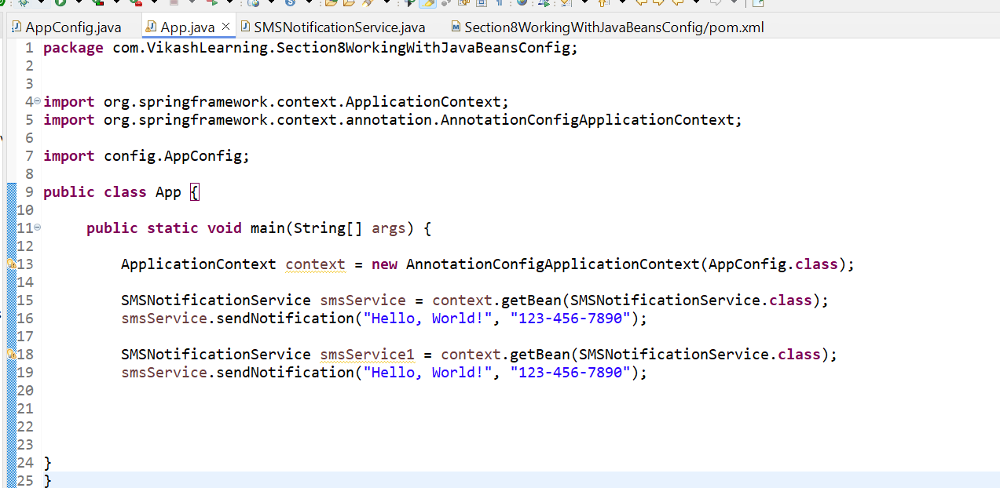 AppConfig.java App.java SMSNotificationService.java Section8WorkingWithJavaBeansConfig/pom.xml
1 package com.VikashLearning.Section8WorkingWithJavaBeansConfig;
2
3
4 import org.springframework.context.ApplicationContext;
5 import org.springframework.context.annotation.AnnotationConfigApplicationContext;
6
7 import config.AppConfig;
8
9 public class App {
10
11 public static void main(String[] args) {
12
13 ApplicationContext context = new AnnotationConfigApplicationContext(AppConfig.class);
14
15 SMSNotificationService smsService = context.getBean(SMSNotificationService.class);
16 smsService.sendNotification("Hello, World!", "123-456-7890");
17
18 SMSNotificationService smsService1 = context.getBean(SMSNotificationService.class);
19 smsService.sendNotification("Hello, World!", "123-456-7890");
20
21
22
23
24 }
25 }